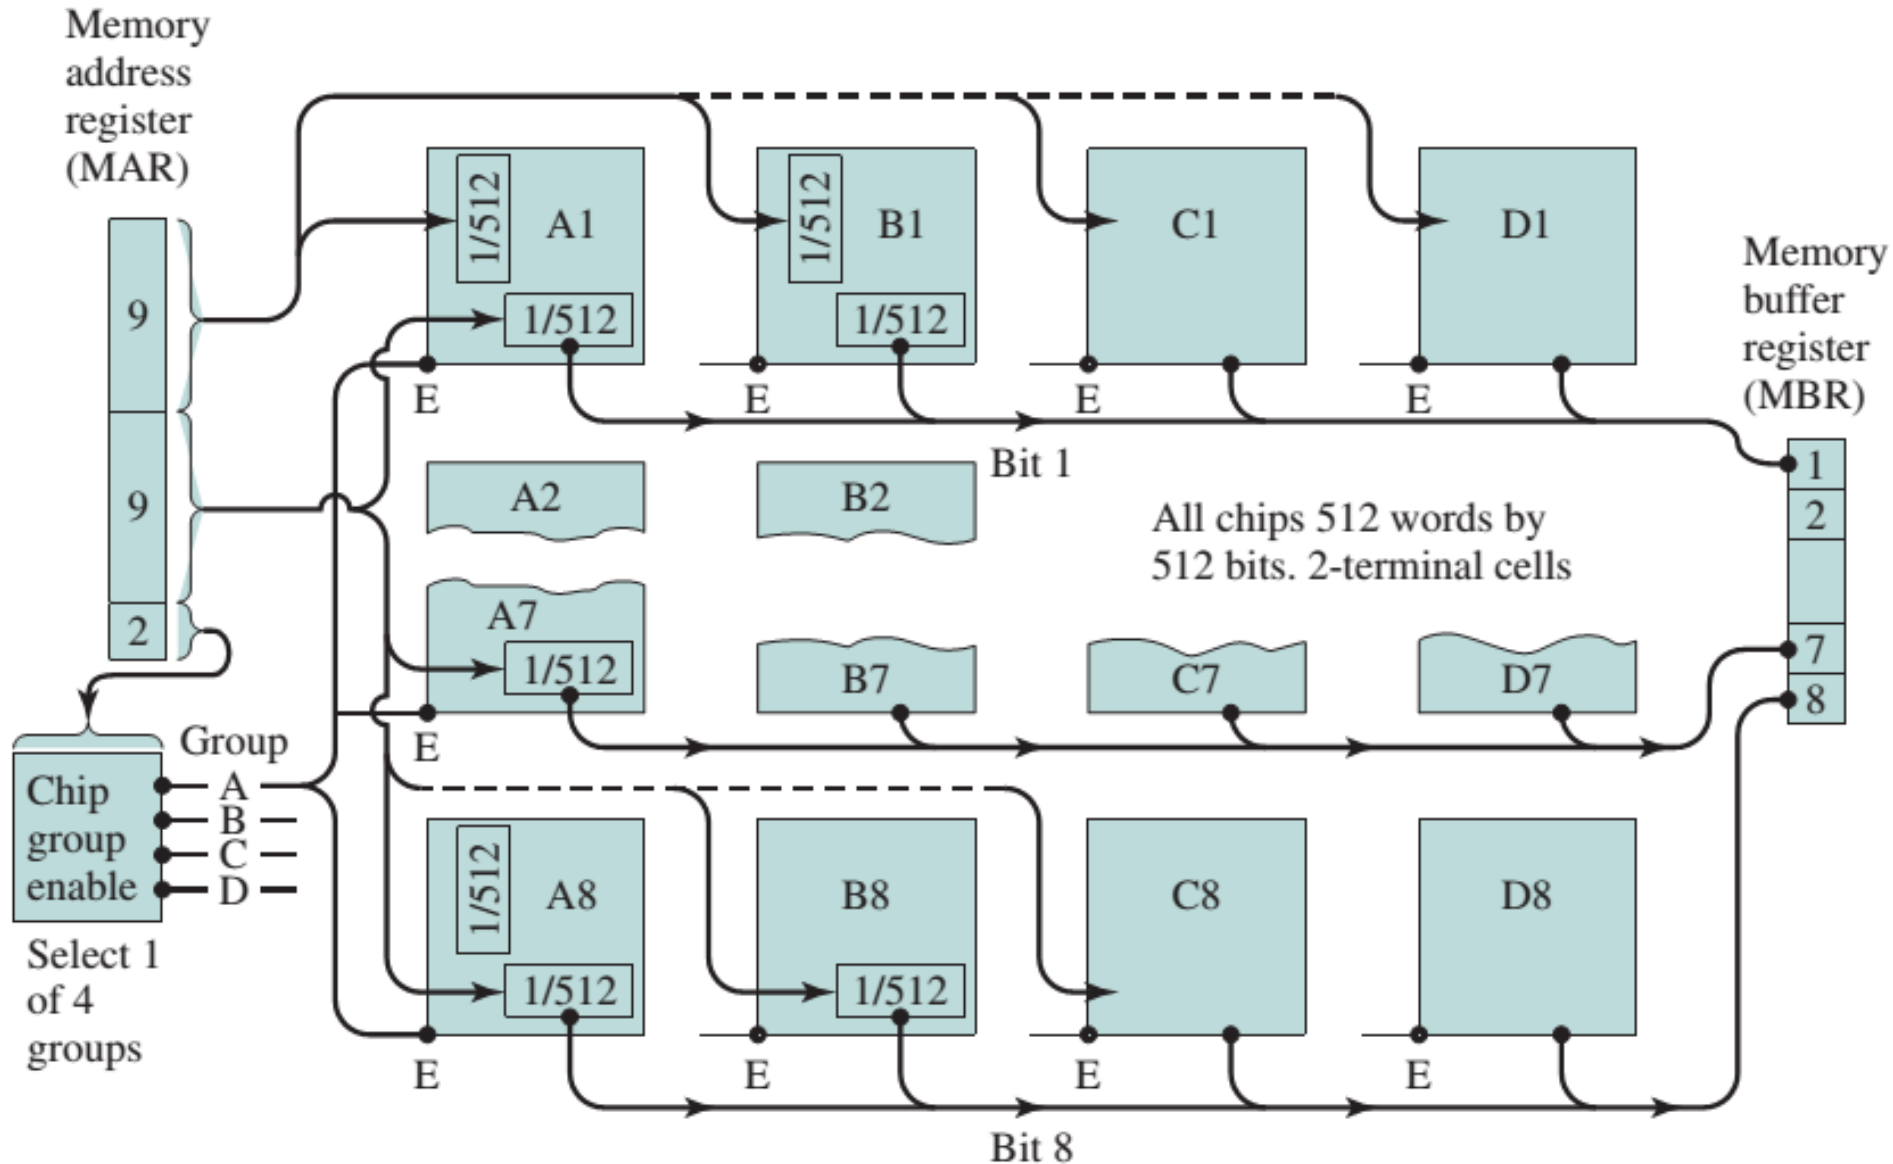 Memory
address
register
(MAR)
9
9
2
Chip
group
enable
Group
A
B
C
D
Select 1
of 4
groups
1/512
A1
1/512
E
1/512
B1
1/512
E
C1
E
D1
E
Bit 1
A2
B2
All chips 512 words by
512 bits. 2-terminal cells
A7
1/512
E
B7
C7
D7
1/512
A8
1/512
E
B8
1/512
E
C8
E
D8
E
Bit 8
Memory
buffer
register
(MBR)
1
2
7
8